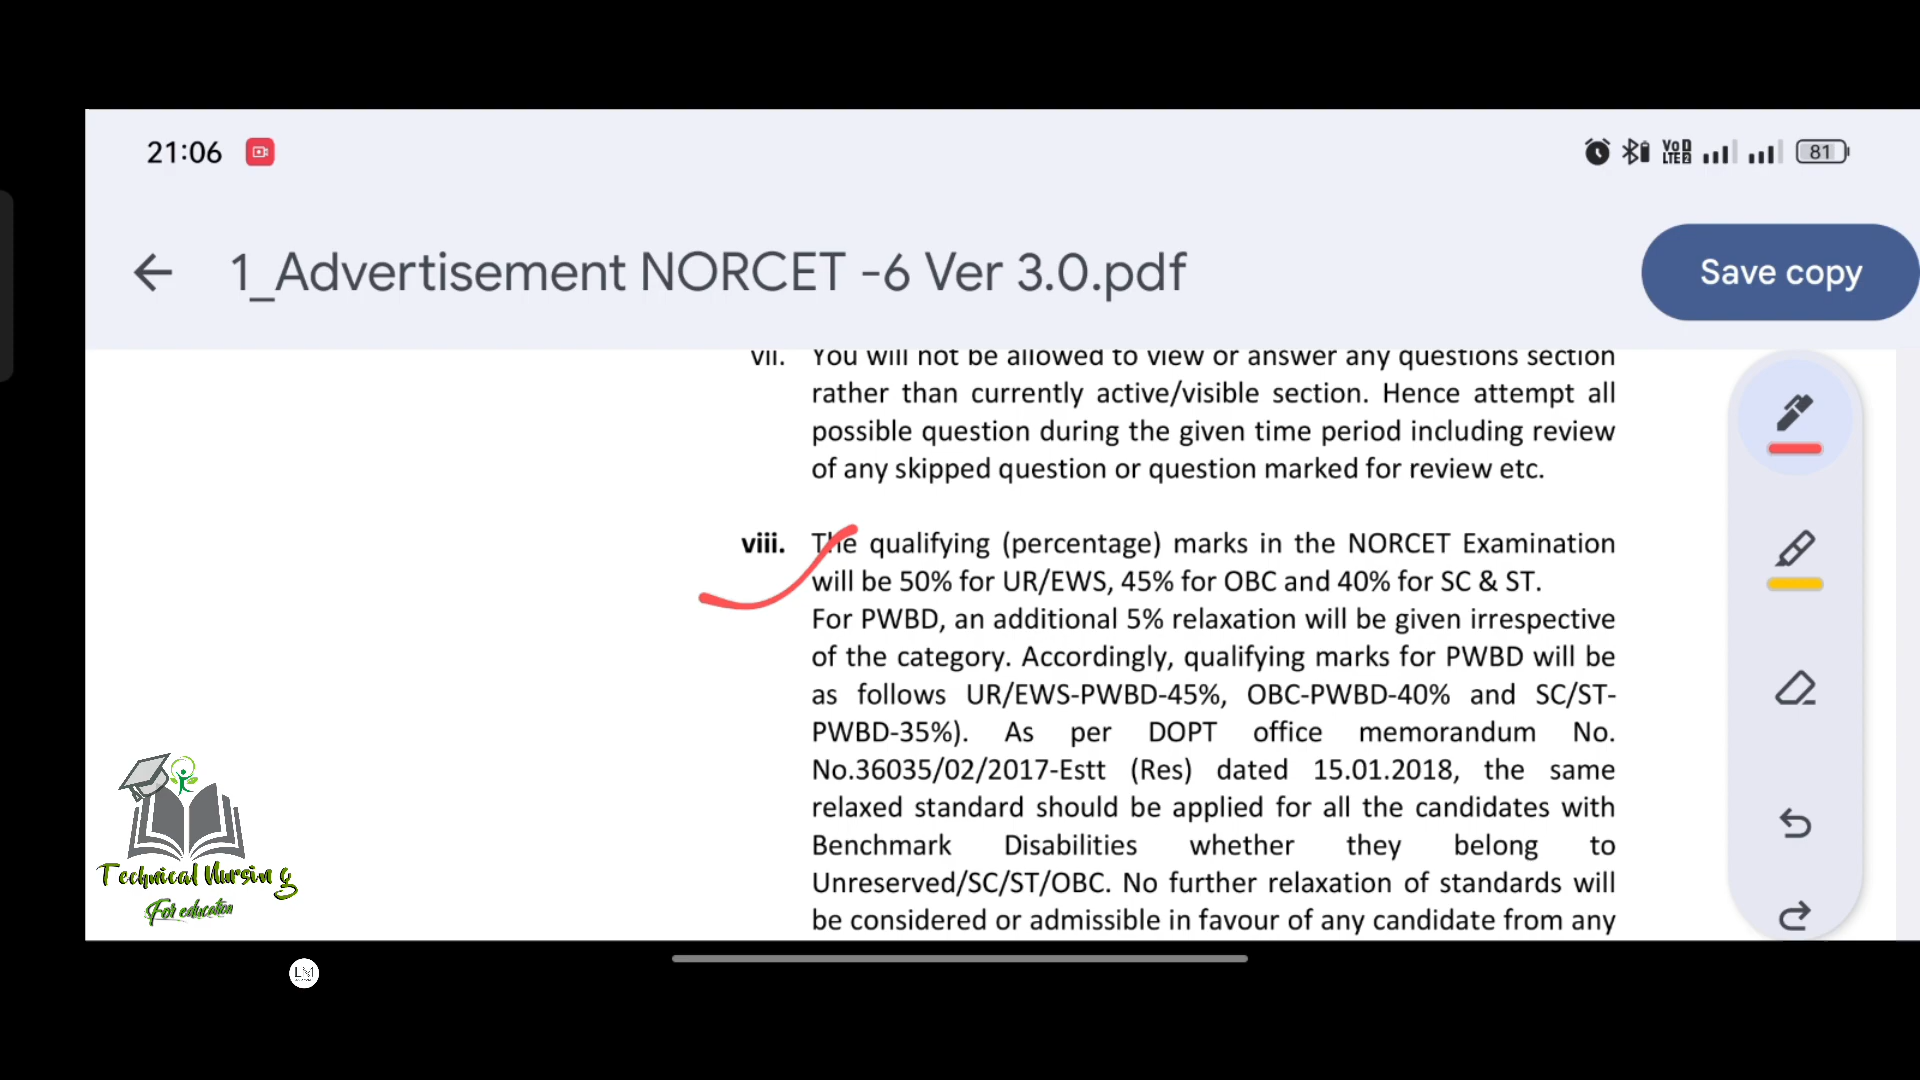 21:06
VoD
LTE2
81
1_Advertisement NORCET -6 Ver 3.0.pdf
Save copy
vii. You will not be allowed to view or answer any questions section
rather than currently active/visible section. Hence attempt all
possible question during the given time period including review
of any skipped question or question marked for review etc.
viii. The qualifying (percentage) marks in the NORCET Examination
will be 50% for UR/EWS, 45% for OBC and 40% for SC & ST.
For PWBD, an additional 5% relaxation will be given irrespective
of the category. Accordingly, qualifying marks for PWBD will be
as follows UR/EWS-PWBD-45%, OBC-PWBD-40% and SC/ST-
PWBD-35%). As per DOPT office memorandum No.
No.36035/02/2017-Estt (Res) dated 15.01.2018, the same
relaxed standard should be applied for all the candidates with
Benchmark Disabilities whether they belong to
Unreserved/SC/ST/OBC. No further relaxation of standards will
be considered or admissible in favour of any candidate from any
Technical Nursing
For education
LM